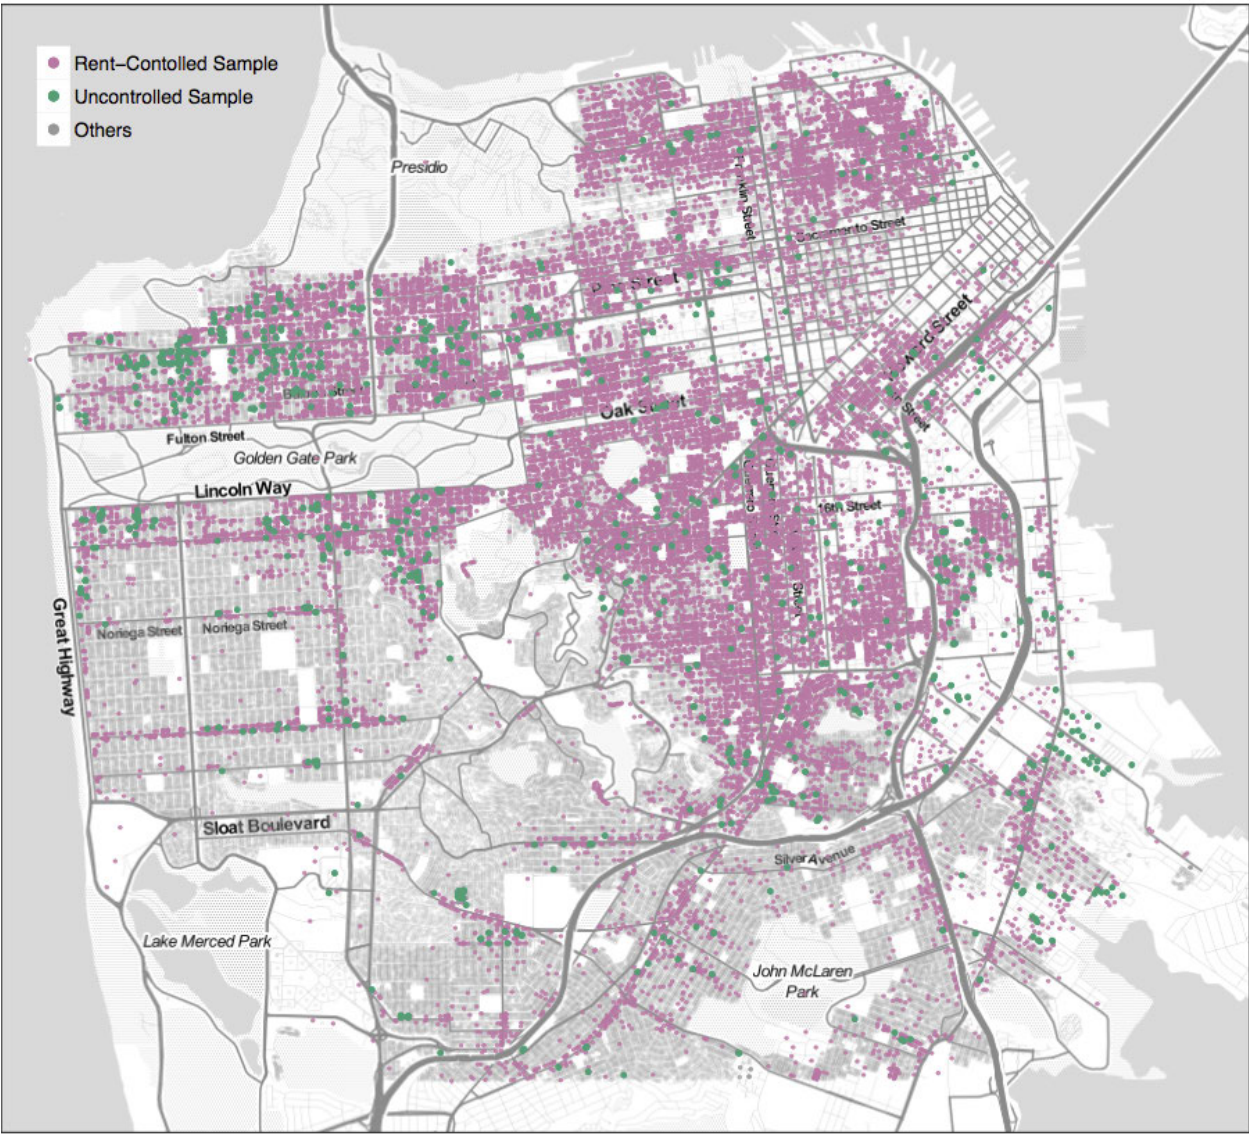 Rent-Contolled Sample
Uncontrolled Sample
Others
Presidio
Sacramento Street
Oak Street
Fulton Street
Golden Gate Park
Lincoln Way
16th Street
Great Highway
Noriega Street
Noriega Street
Street
Sloat Boulevard
Silver Avenue
Lake Merced Park
John McLaren
Park